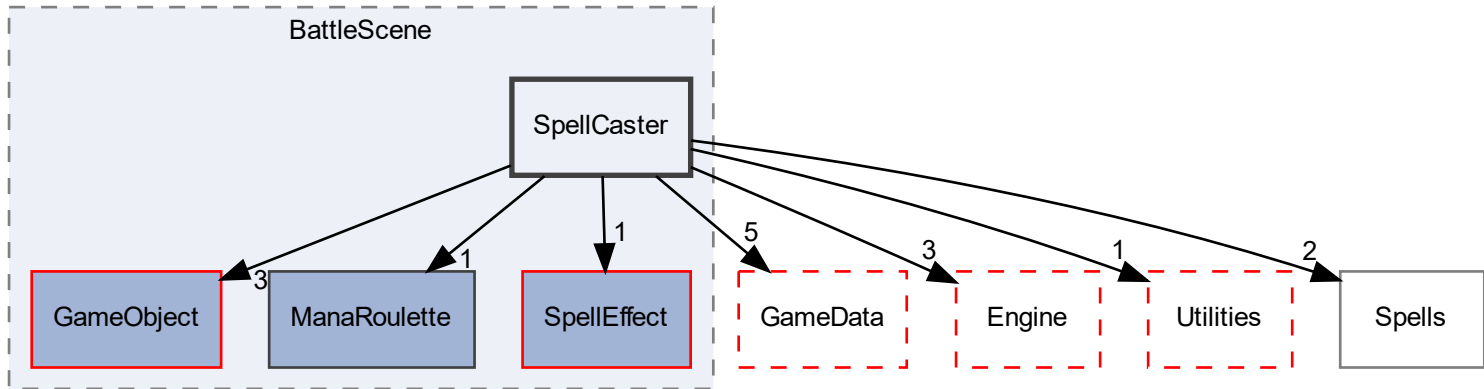 BattleScene
SpellCaster
5
3
1
2
3
1
1
GameObject
ManaRoulette
SpellEffect
GameData
Engine
Utilities
Spells